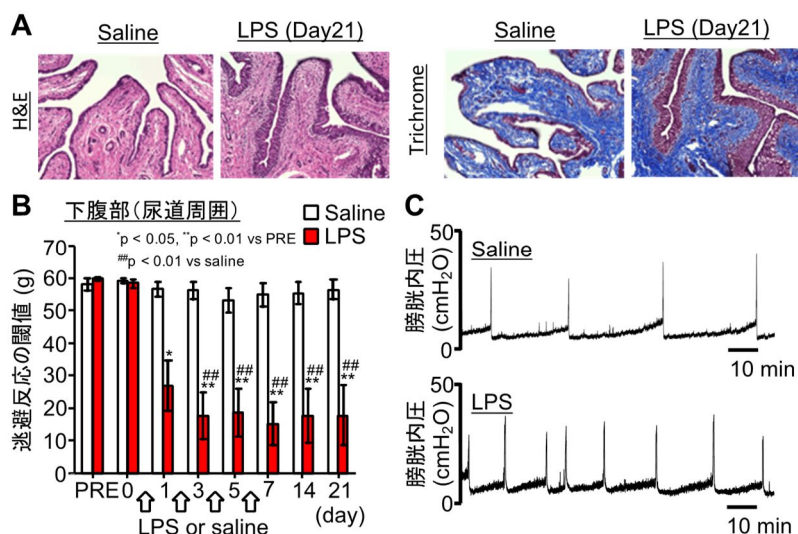 A
Saline
LPS (Day21)
Saline
LPS (Day21)
H&E
Trichrome
B
下腹部(尿道周囲)
Saline
LPS
*p < 0.05, **p < 0.01 vs PRE
##p < 0.01 vs saline
逃避反応の閾値 (g)
70
60
50
40
30
20
10
0
*
##
**
##
**
**
##
**
##
**
##
PRE 0 1 3 5 7 14 21
(day)
LPS or saline
C
50
Saline
膀胱内圧
(cmH2O)
0
10 min
50
LPS
膀胱内圧
(cmH2O)
0
10 min